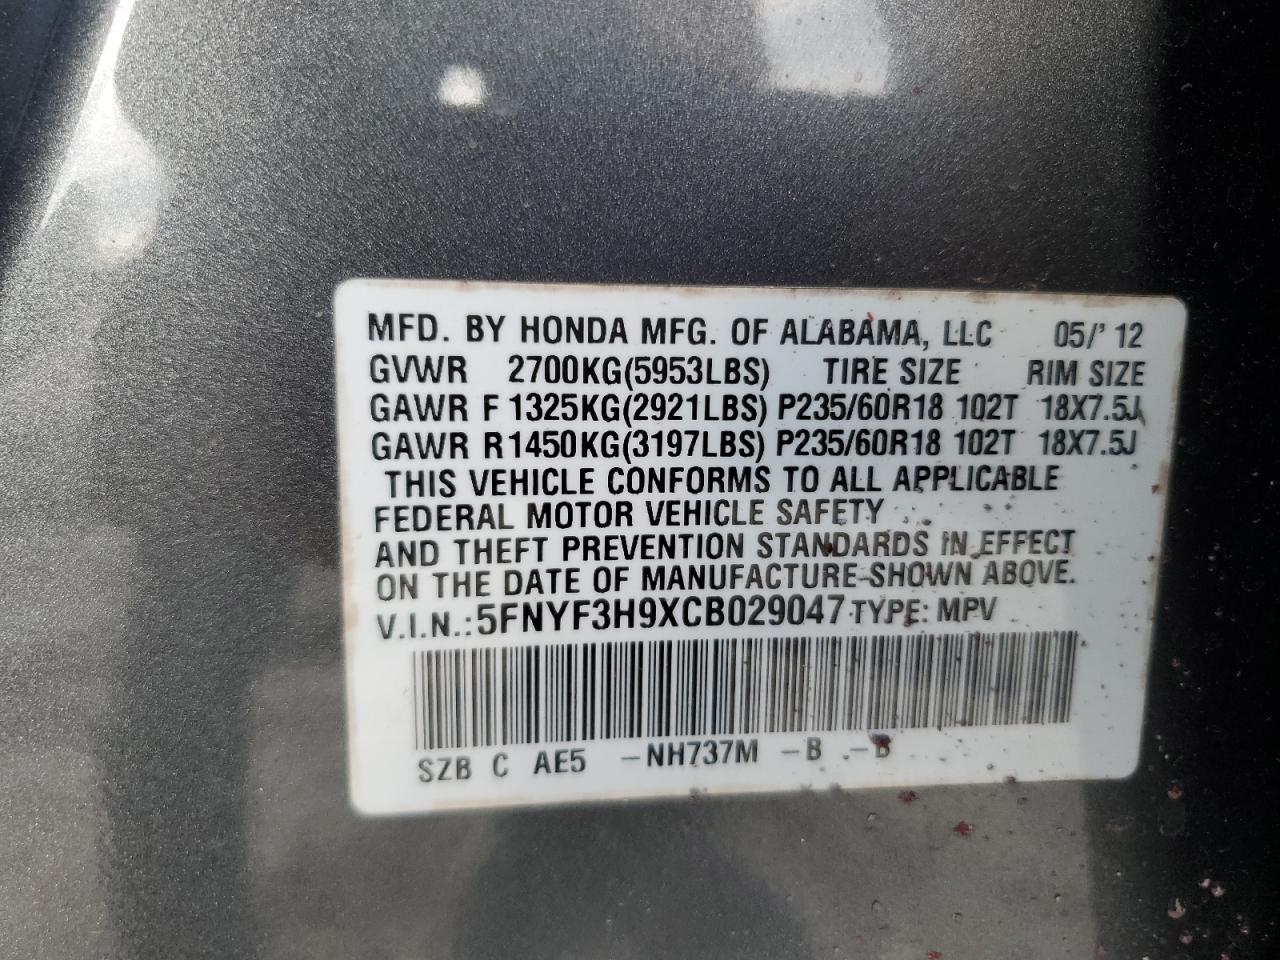 MFD. BY HONDA MFG. OF ALABAMA, LLC 05/'12
GVWR 2700KG(5953LBS) TIRE SIZE RIM SIZE
GAWR F 1325KG(2921LBS) P235/60R18 102T 18X7.5J
GAWR R 1450KG(3197LBS) P235/60R18 102T 18X7.5J
THIS VEHICLE CONFORMS TO ALL APPLICABLE
FEDERAL MOTOR VEHICLE SAFETY
AND THEFT PREVENTION STANDARDS IN EFFECT
ON THE DATE OF MANUFACTURE SHOWN ABOVE.
V.I.N.: 5FNYF3H9XCB029047 TYPE: MPV
SZB C AE5 -NH737M -B -B